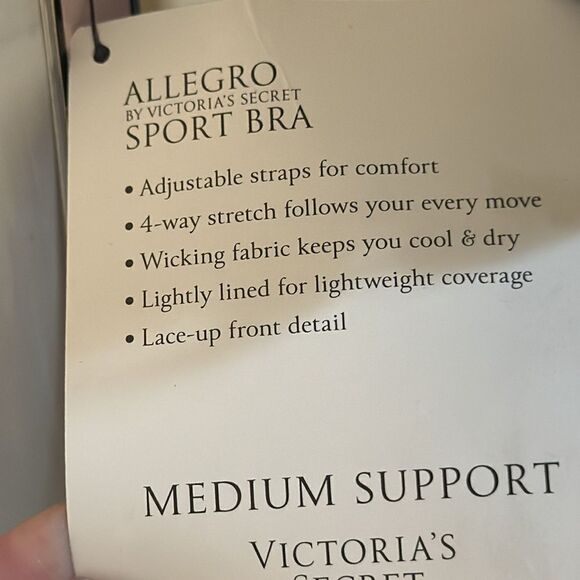 ALLEGRO
BY VICTORIA'S SECRET
SPORT BRA
• Adjustable straps for comfort
• 4-way stretch follows your every move
• Wicking fabric keeps you cool & dry
• Lightly lined for lightweight coverage
• Lace-up front detail
MEDIUM SUPPORT
VICTORIA'S
SECRET